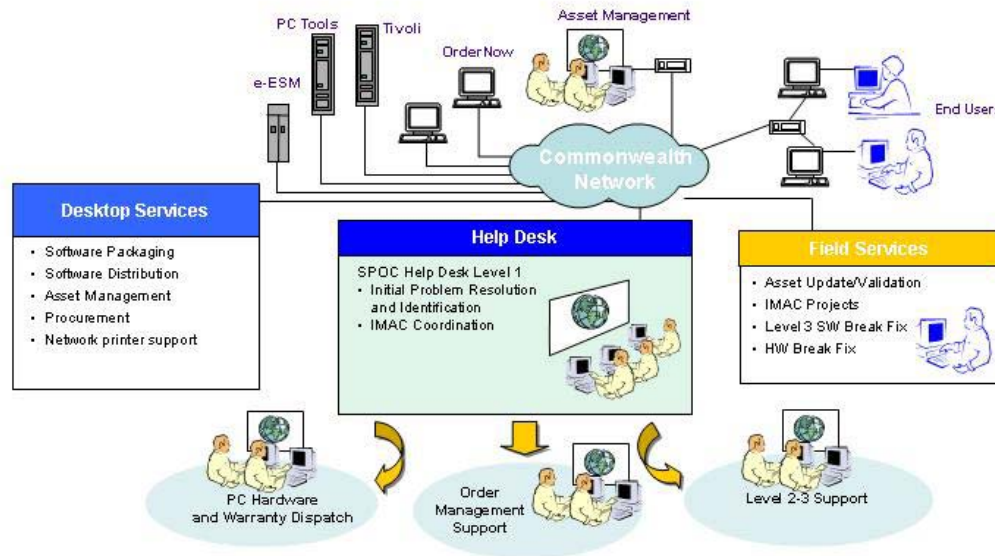 PC Tools
Tivoli
Asset Management
OrderNow
e-ESM
End User
Commonwealth
Network
Desktop Services
• Software Packaging
• Software Distribution
• Asset Management
• Procurement
• Network printer support
Help Desk
SPOC Help Desk Level 1
• Initial Problem Resolution
and Identification
• IMAC Coordination
Field Services
• Asset Update/Validation
• IMAC Projects
• Level 3 SW Break Fix
• HW Break Fix
PC Hardware
and Warranty Dispatch
Order
Management
Support
Level 2-3 Support